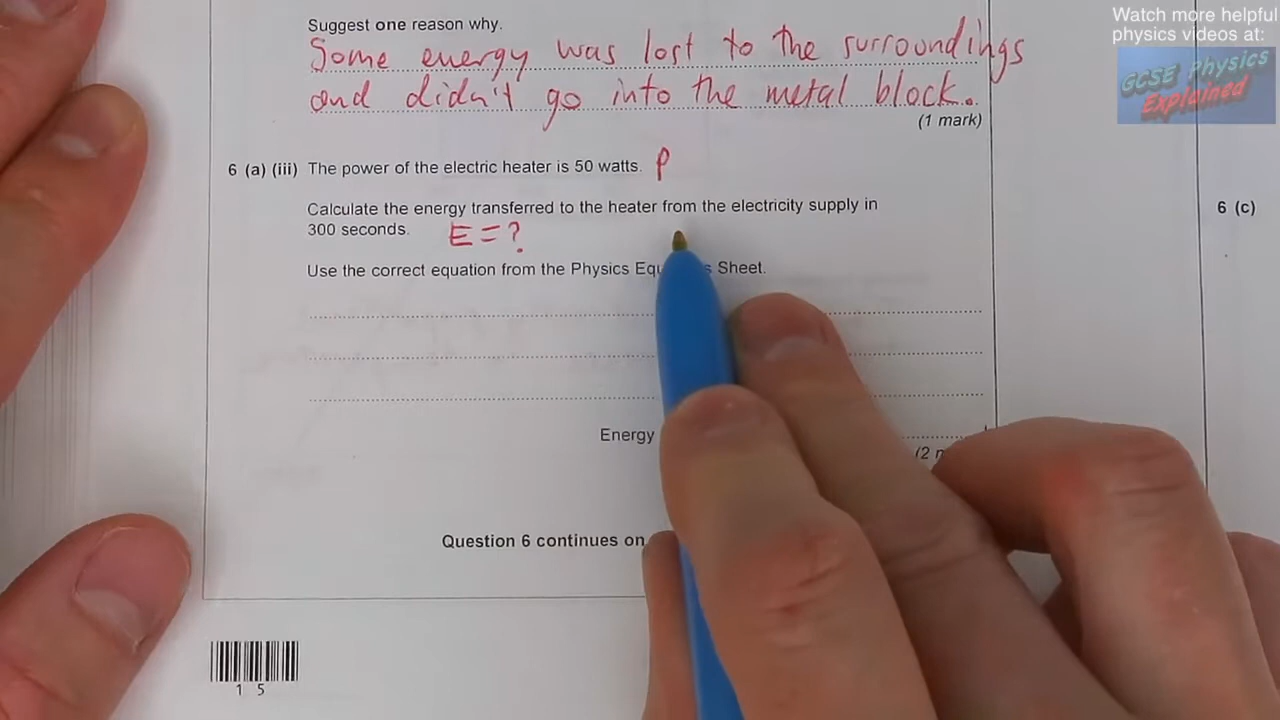 Watch more helpful
physics videos at:
GCSE Physics
Explained
Suggest one reason why.
Some energy was lost to the surroundings
and didn't go into the metal block.
(1 mark)
6 (a) (iii) The power of the electric heater is 50 watts. P
Calculate the energy transferred to the heater from the electricity supply in
300 seconds. E = ?
Use the correct equation from the Physics Sheet.
Energy
(2
Question 6 continues on
1 5
6 (c)